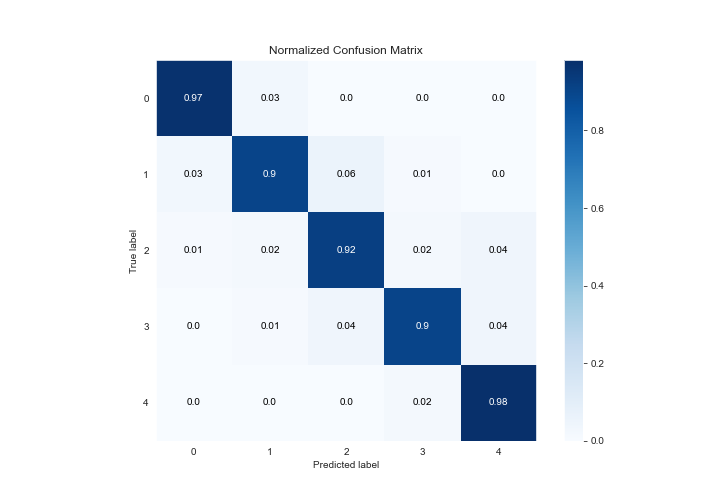 Normalized Confusion Matrix
0 0.97 0.03 0.0 0.0 0.0
1 0.03 0.9 0.06 0.01 0.0
2 0.01 0.02 0.92 0.02 0.04
3 0.0 0.01 0.04 0.9 0.04
4 0.0 0.0 0.0 0.02 0.98
0 1 2 3 4
Predicted label
True label
0.8
0.6
0.4
0.2
0.0